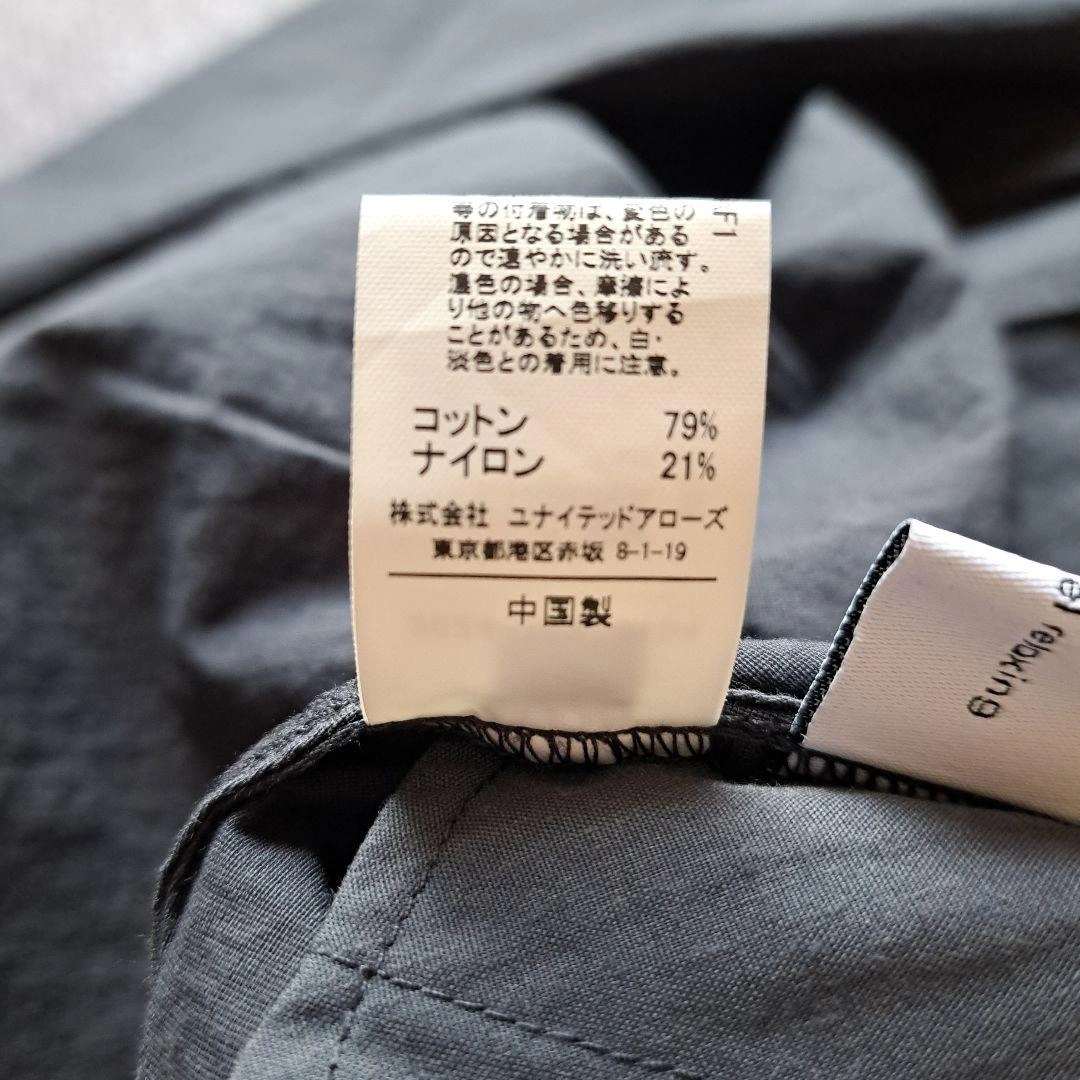 等の付着物は、変色の
原因となる場合がある
ので速やかに洗い流す。
濃色の場合、摩擦によ
り他の物へ色移りする
ことがあるため、白・
淡色との着用に注意。
コットン 79%
ナイロン 21%
株式会社 ユナイテッドアローズ
東京都港区赤坂 8-1-19
中国製
F1
relaxing